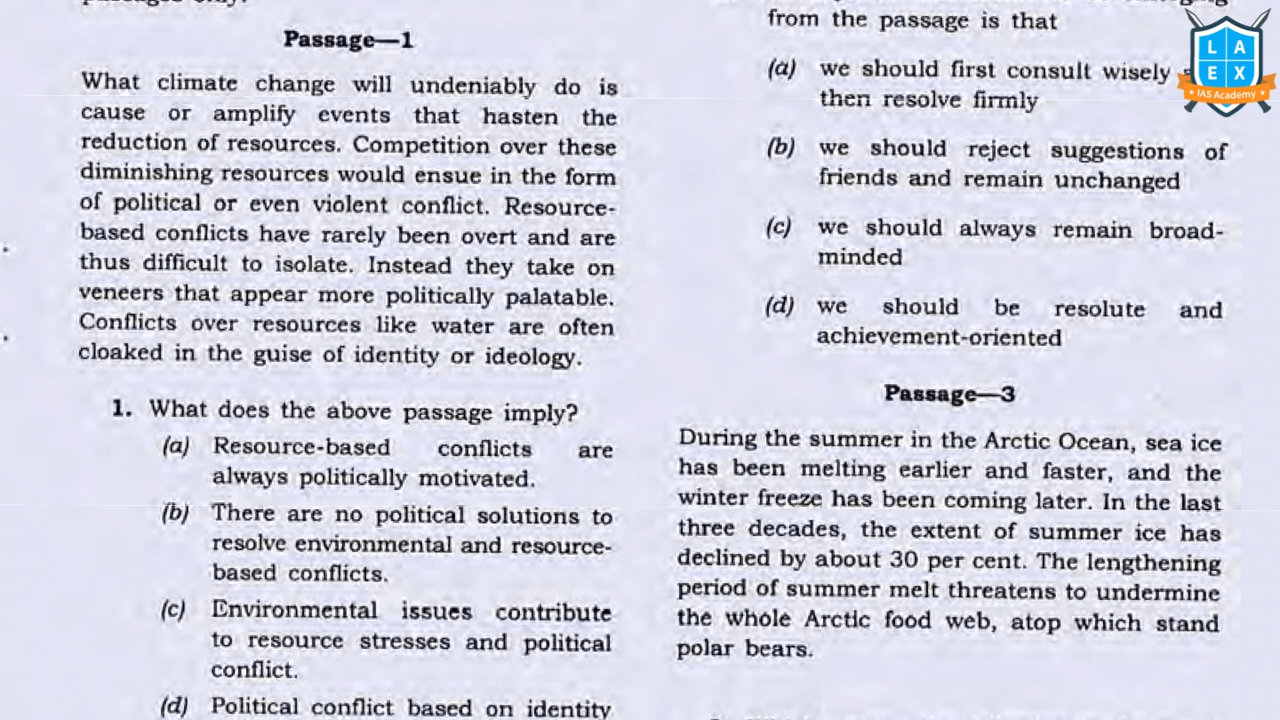 Passage—1
What climate change will undeniably do is
cause or amplify events that hasten the
reduction of resources. Competition over these
diminishing resources would ensue in the form
of political or even violent conflict. Resource-
based conflicts have rarely been overt and are
thus difficult to isolate. Instead they take on
veneers that appear more politically palatable.
Conflicts over resources like water are often
cloaked in the guise of identity or ideology.
1. What does the above passage imply?
(a) Resource-based conflicts are
always politically motivated.
(b) There are no political solutions to
resolve environmental and resource-
based conflicts.
(c) Environmental issues contribute
to resource stresses and political
conflict.
(d) Political conflict based on identity
from the passage is that
(a) we should first consult wisely
then resolve firmly
(b) we should reject suggestions of
friends and remain unchanged
(c) we should always remain broad-
minded
(d) we should be resolute and
achievement-oriented
Passage—3
During the summer in the Arctic Ocean, sea ice
has been melting earlier and faster, and the
winter freeze has been coming later. In the last
three decades, the extent of summer ice has
declined by about 30 per cent. The lengthening
period of summer melt threatens to undermine
the whole Arctic food web, atop which stand
polar bears.
L A
E X
IAS Academy